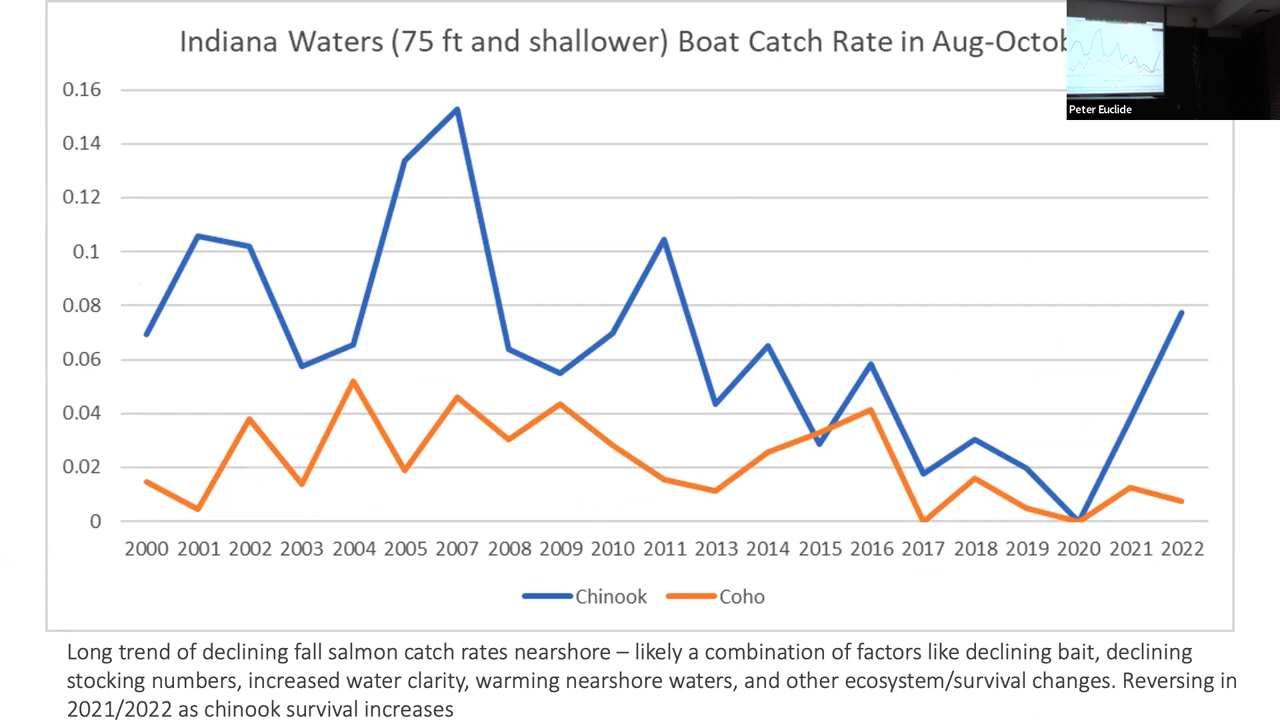 Indiana Waters (75 ft and shallower) Boat Catch Rate in Aug-Octob
Peter Euclide
0.16
0.14
0.12
0.1
0.08
0.06
0.04
0.02
0
2000 2001 2002 2003 2004 2005 2007 2008 2009 2010 2011 2013 2014 2015 2016 2017 2018 2019 2020 2021 2022
Chinook Coho
Long trend of declining fall salmon catch rates nearshore – likely a combination of factors like declining bait, declining
stocking numbers, increased water clarity, warming nearshore waters, and other ecosystem/survival changes. Reversing in
2021/2022 as chinook survival increases